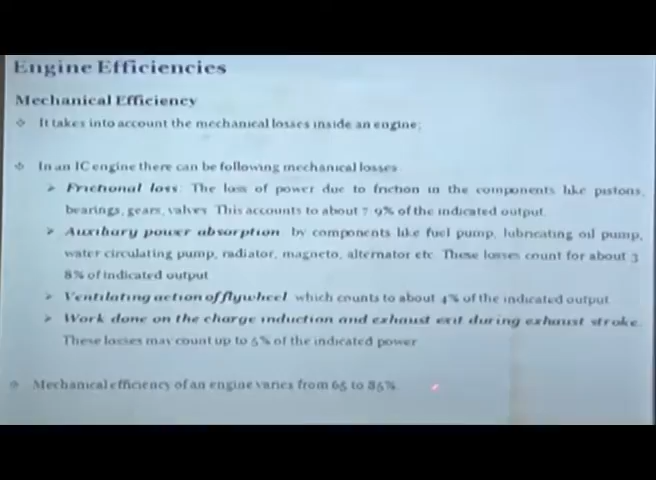 Engine Efficiencies
Mechanical Efficiency
It takes into account the mechanical losses inside an engine;
In an IC engine there can be following mechanical losses
Frictional loss The loss of power due to friction in the components like pistons,
bearings, gears, valves This accounts to about 7 9% of the indicated output.
Auxiliary power absorption by components like fuel pump, lubricating oil pump,
water circulating pump, radiator, magneto, alternator etc These losses count for about 3
8% of indicated output
Ventilating action of flywheel which counts to about 4% of the indicated output
Work done on the charge induction and exhaust exit during exhaust stroke.
These losses may count up to 5% of the indicated power
Mechanical efficiency of an engine varies from 65 to 85%